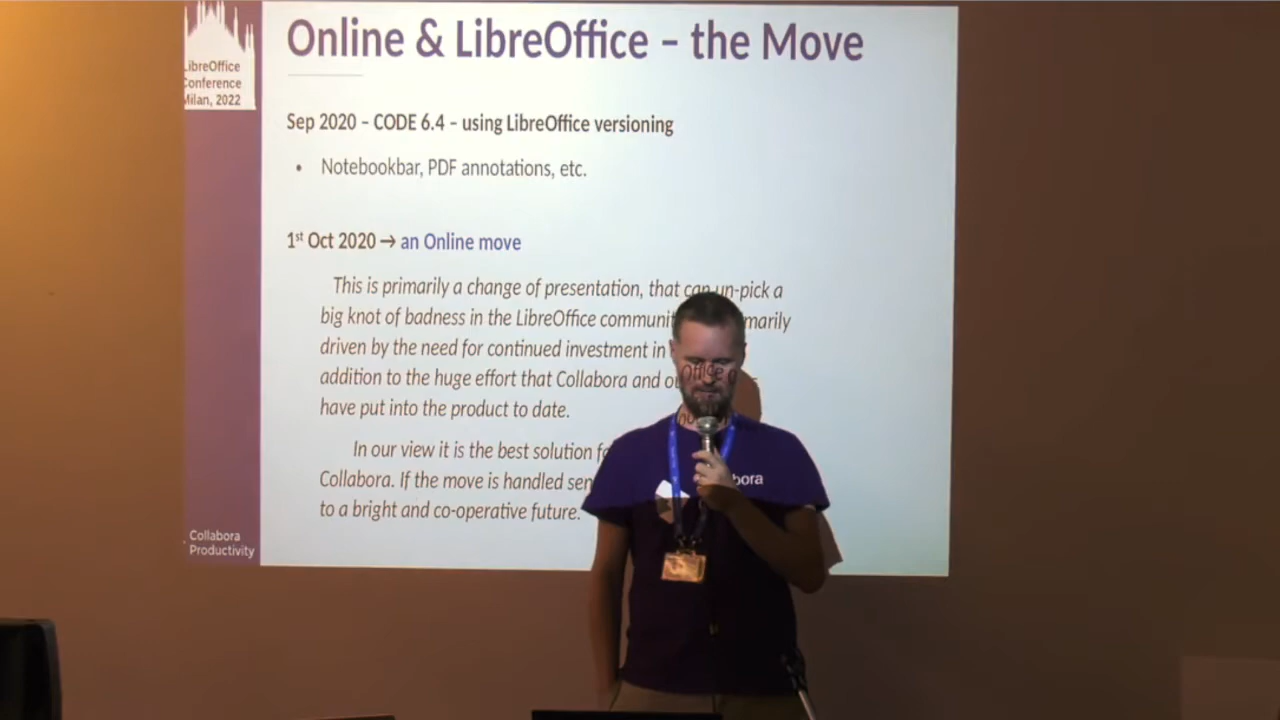 Online & LibreOffice – the Move
LibreOffice
Conference
Milan, 2022
Sep 2020 – CODE 6.4 – using LibreOffice versioning
• Notebookbar, PDF annotations, etc.
1st Oct 2020 → an Online move
This is primarily a change of presentation, that can un-pick a
big knot of badness in the LibreOffice
driven by the need for continued investment in
addition to the huge effort that Collabora and
have put into the product to date.
In our view it is the best solution
Collabora. If the move is handled
to a bright and co-operative future.
Collabora
Productivity